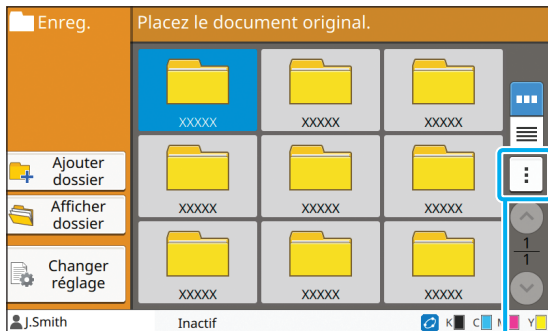 Enreg.
Placez le document original.
XXXXX
XXXXX
XXXXX
Ajouter
dossier
XXXXX
XXXXX
XXXXX
Afficher
dossier
1
1
Changer
réglage
XXXXX
XXXXX
XXXXX
J.Smith
Inactif
K
C
M
Y